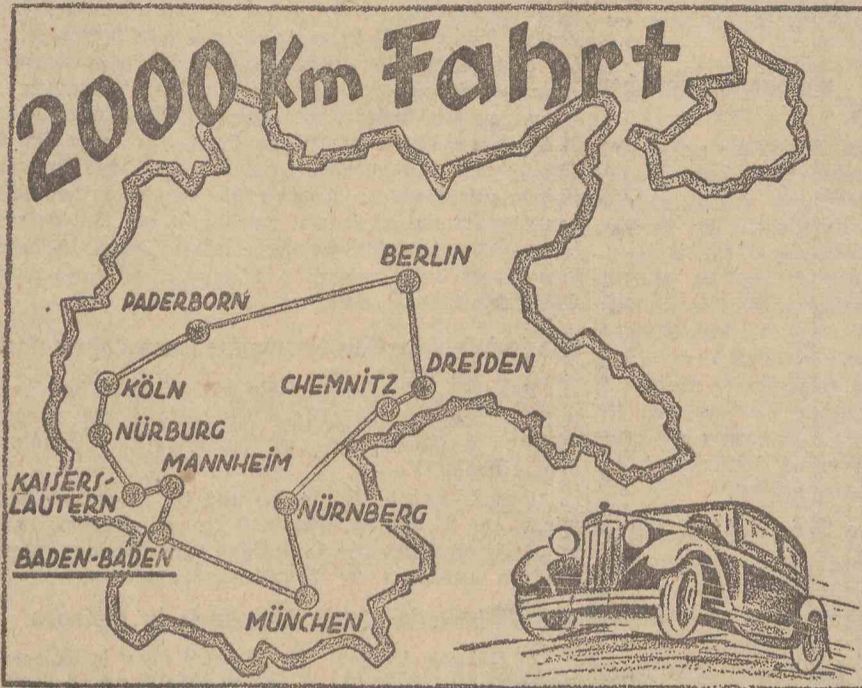 2000 Km Fahrt
BERLIN
PADERBORN
DRESDEN
KÖLN
CHEMNITZ
NÜRBURG
MANNHEIM
KAISERS-
LAUTERN
NÜRNBERG
BADEN-BADEN
MÜNCHEN